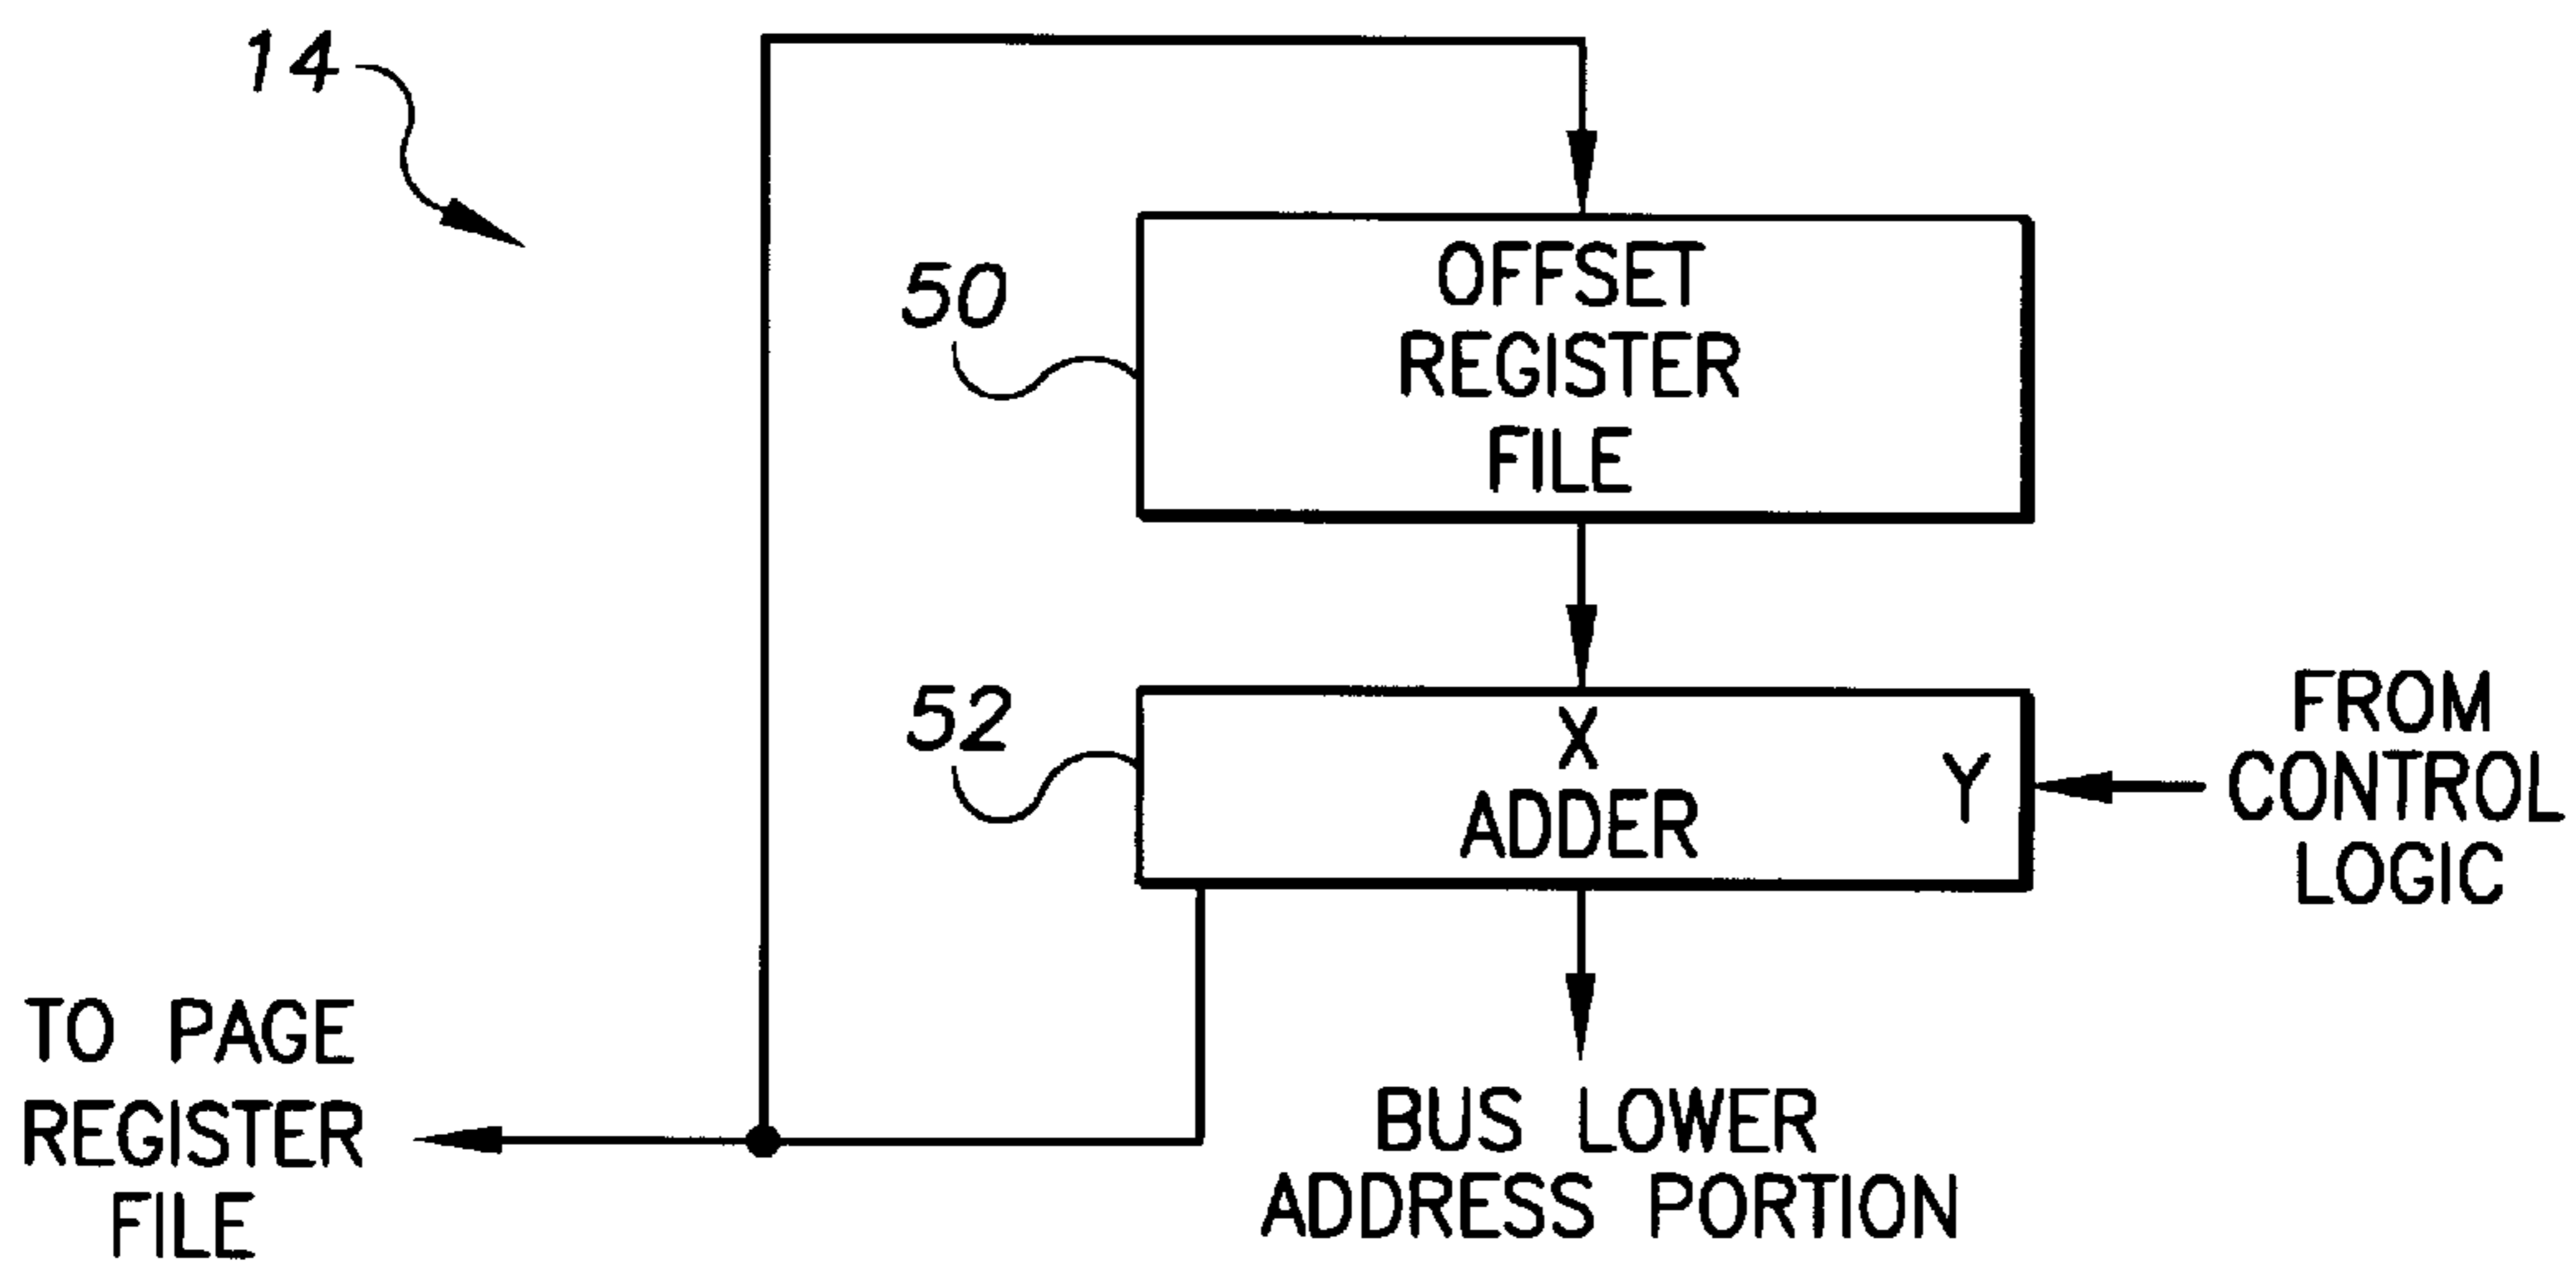 14
50
OFFSET
REGISTER
FILE
52
X
ADDER
Y
FROM
CONTROL
LOGIC
TO PAGE
REGISTER
FILE
BUS LOWER
ADDRESS PORTION